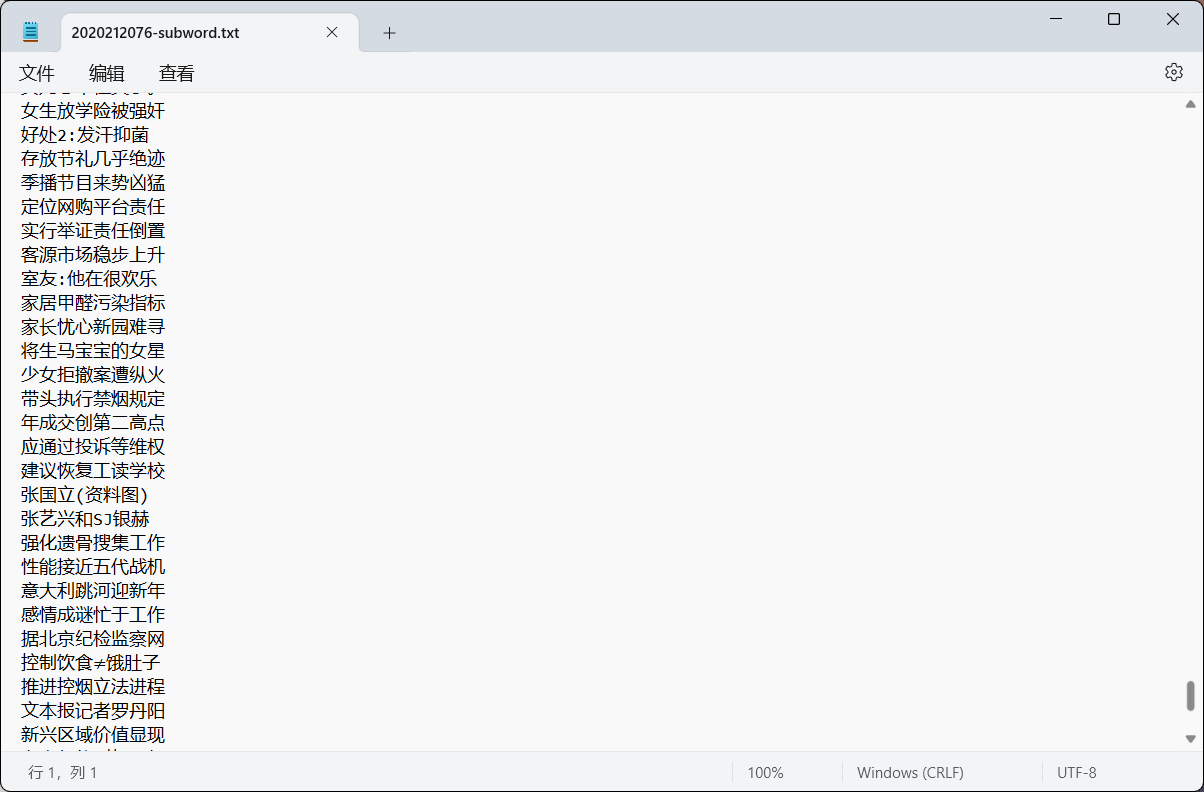 2020212076-subword.txt
文件 编辑 查看
女生放学险被强奸
好处2:发汗抑菌
存放节礼几乎绝迹
季播节目来势凶猛
定位网购平台责任
实行举证责任倒置
客源市场稳步上升
室友:他在很欢乐
家居甲醛污染指标
家长忧心新园难寻
将生马宝宝的女星
少女拒撤案遭纵火
带头执行禁烟规定
年成交创第二高点
应通过投诉等维权
建议恢复工读学校
张国立(资料图)
张艺兴和SJ银赫
强化遗骨搜集工作
性能接近五代战机
意大利跳河迎新年
感情成谜忙于工作
据北京纪检监察网
控制饮食≠饿肚子
推进控烟立法进程
文本报记者罗丹阳
新兴区域价值显现
行 1，列 1 100% Windows (CRLF) UTF-8